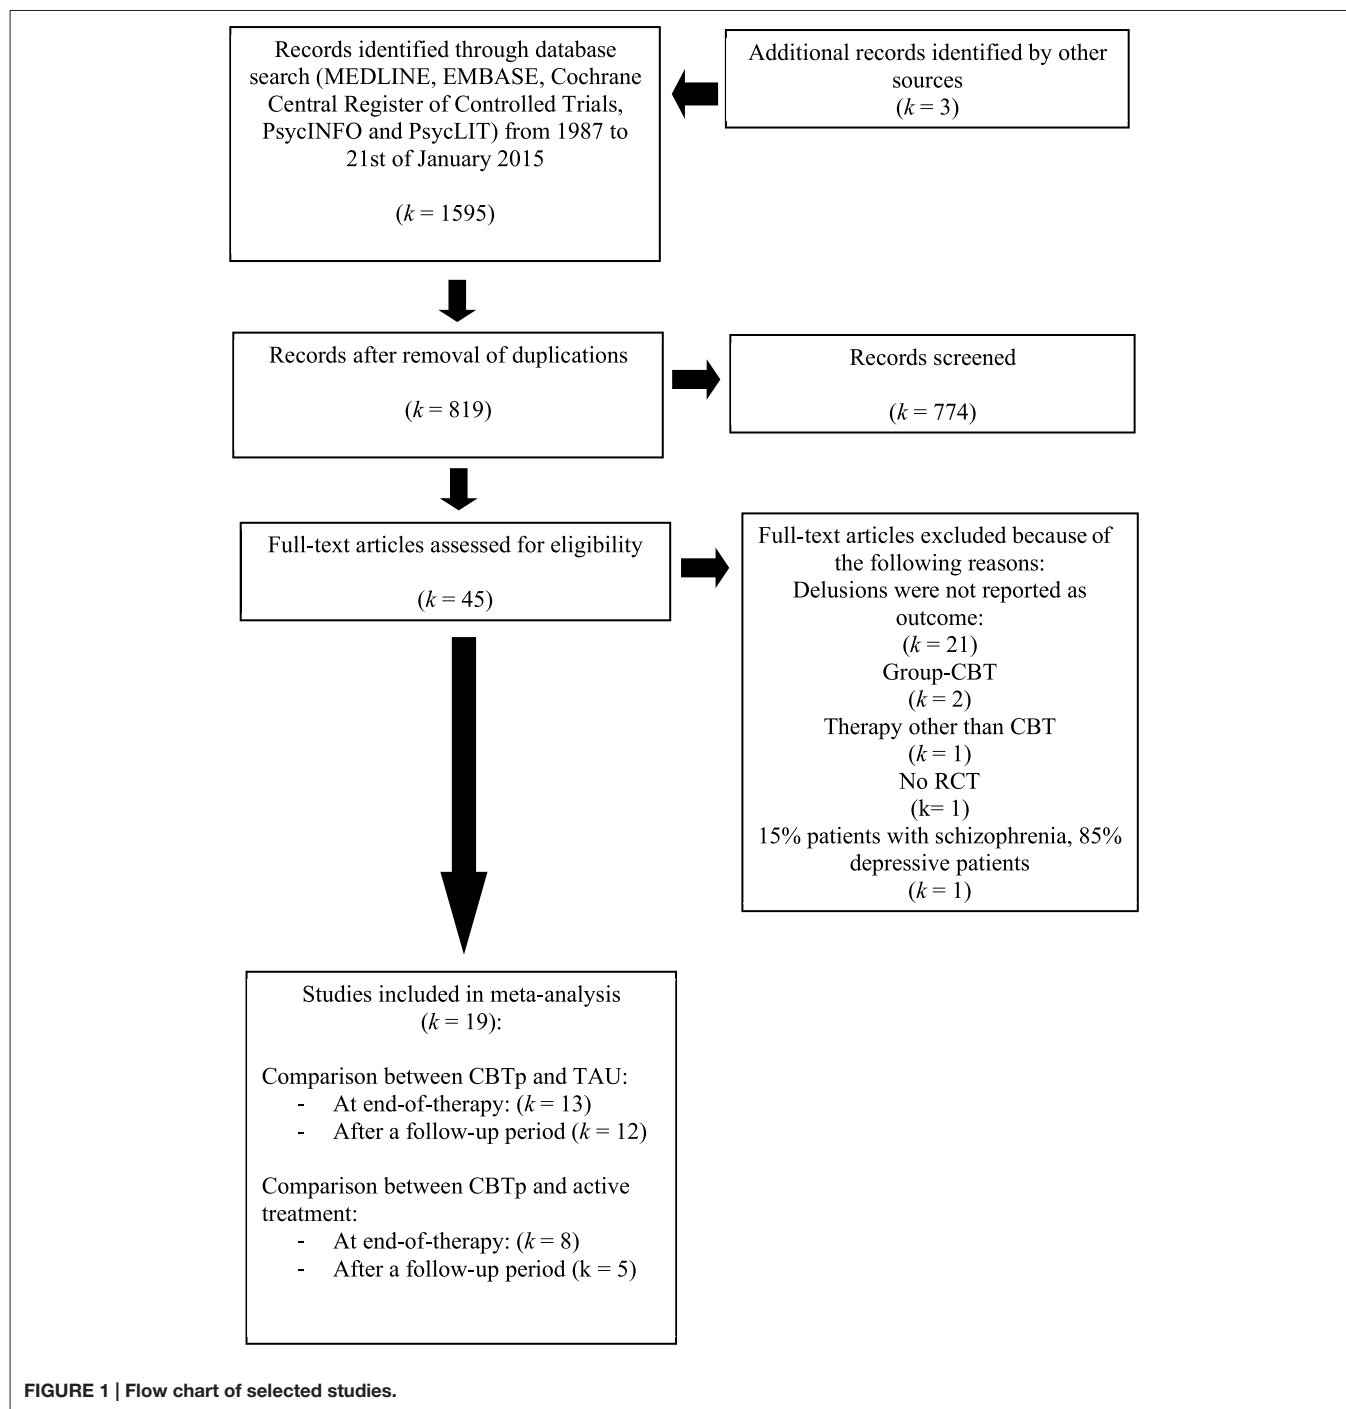 Records identified through database
search (MEDLINE, EMBASE, Cochrane
Central Register of Controlled Trials,
PsycINFO and PsycLIT) from 1987 to
21st of January 2015
(k = 1595)
Additional records identified by other
sources
(k = 3)
Records after removal of duplications
(k = 819)
Records screened
(k = 774)
Full-text articles assessed for eligibility
(k = 45)
Full-text articles excluded because of
the following reasons:
Delusions were not reported as
outcome:
(k = 21)
Group-CBT
(k = 2)
Therapy other than CBT
(k = 1)
No RCT
(k= 1)
15% patients with schizophrenia, 85%
depressive patients
(k = 1)
Studies included in meta-analysis
(k = 19):
Comparison between CBTp and TAU:
- At end-of-therapy: (k = 13)
- After a follow-up period (k = 12)
Comparison between CBTp and active
treatment:
- At end-of-therapy: (k = 8)
- After a follow-up period (k = 5)
FIGURE 1 | Flow chart of selected studies.